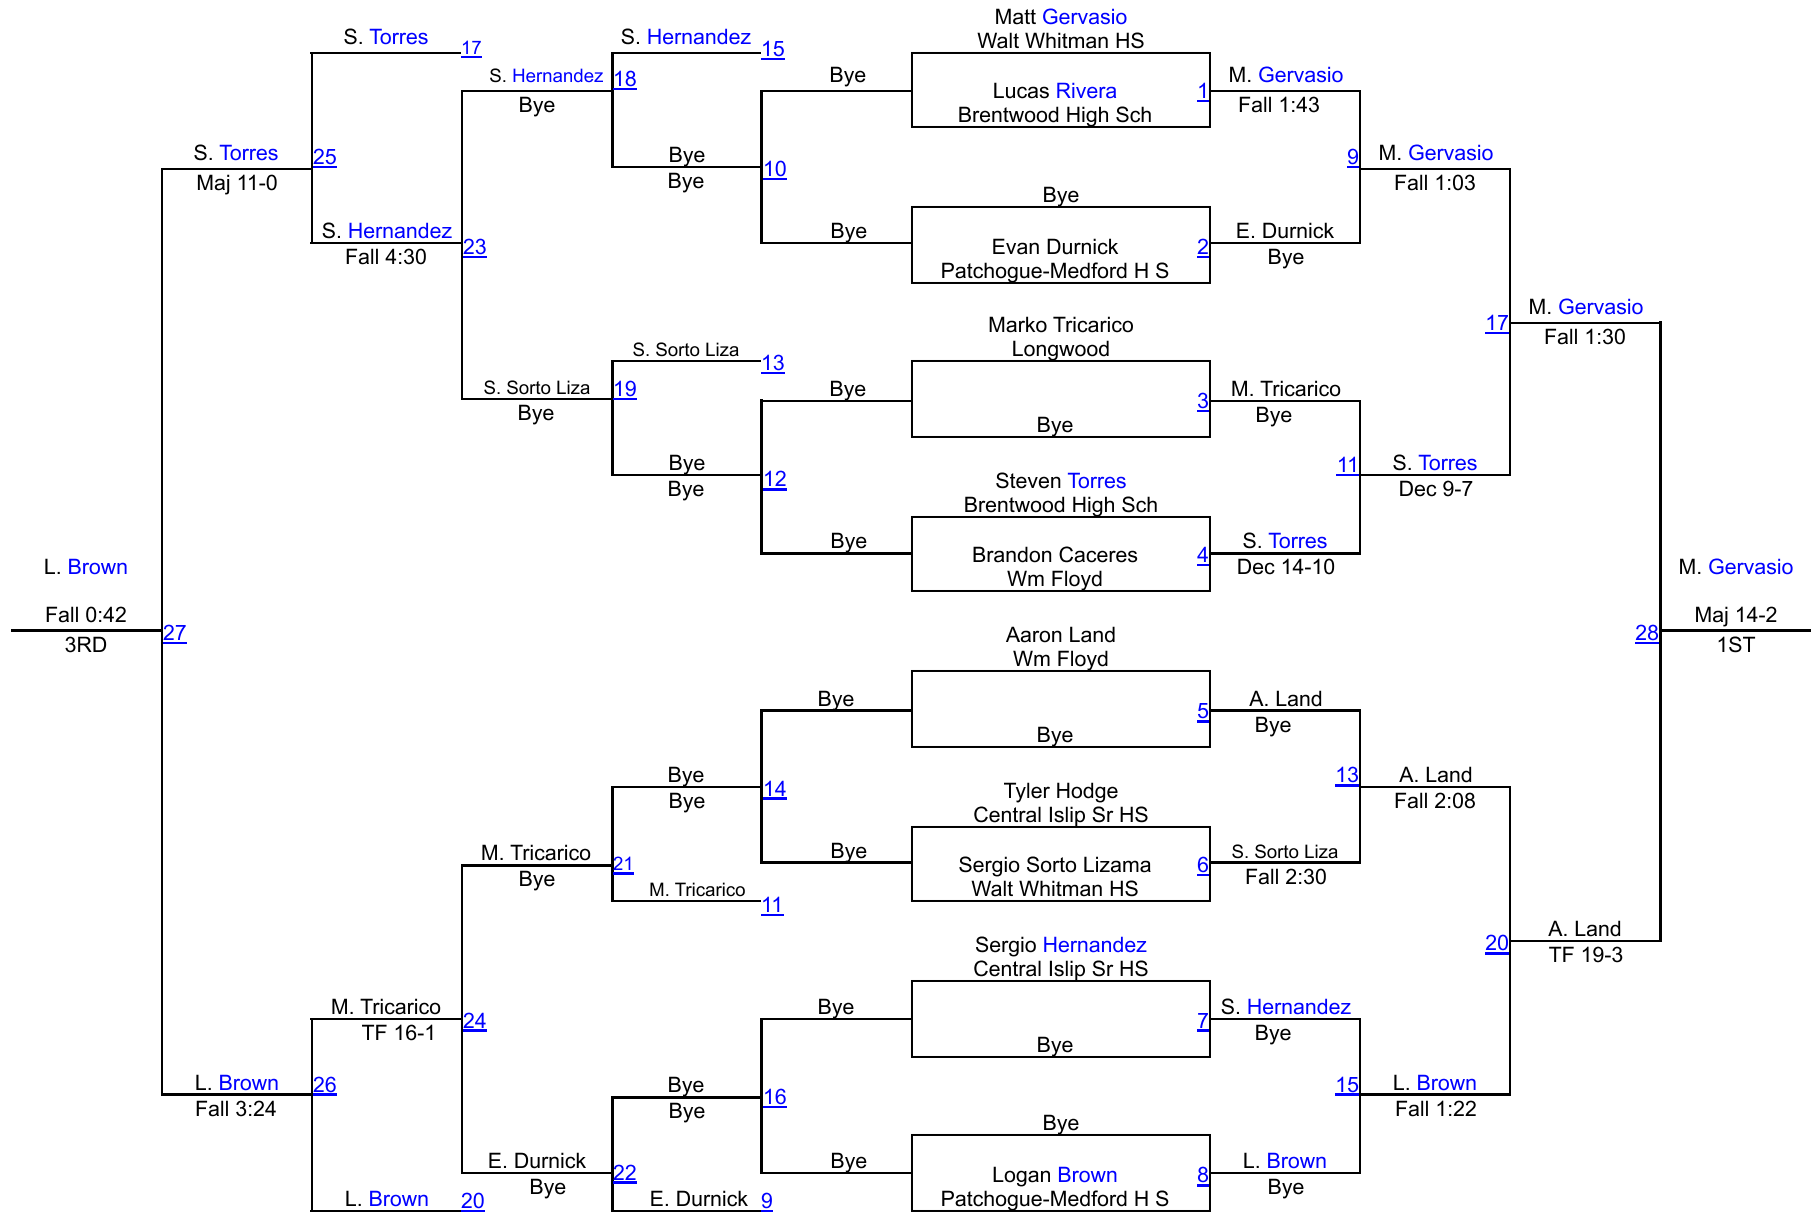 Matt Gervasio
Walt Whitman HS
S. Torres
17
S. Hernandez
15
S. Hernandez
18
Bye
Bye
Lucas Rivera
1
Brentwood High Sch
M. Gervasio
Fall 1:43
S. Torres
25
Maj 11-0
Bye
10
Bye
9
M. Gervasio
Fall 1:03
Bye
S. Hernandez
23
Fall 4:30
Bye
Evan Durnick
2
Patchogue-Medford H S
E. Durnick
Bye
Marko Tricarico
Longwood
M. Gervasio
17
Fall 1:30
S. Sorto Liza
13
S. Sorto Liza
19
Bye
Bye
3
Bye
M. Tricarico
Bye
Bye
12
Bye
Steven Torres
Brentwood High Sch
11
S. Torres
Dec 9-7
Bye
Brandon Caceres
4
Wm Floyd
S. Torres
Dec 14-10
L. Brown
Fall 0:42
27
3RD
M. Gervasio
Maj 14-2
28
1ST
Aaron Land
Wm Floyd
Bye
5
Bye
A. Land
Bye
Bye
14
Bye
Tyler Hodge
Central Islip Sr HS
13
A. Land
Fall 2:08
M. Tricarico
21
Bye
M. Tricarico
11
Bye
Sergio Sorto Lizama
6
Walt Whitman HS
S. Sorto Liza
Fall 2:30
Sergio Hernandez
Central Islip Sr HS
20
A. Land
TF 19-3
M. Tricarico
24
TF 16-1
Bye
7
Bye
S. Hernandez
Bye
L. Brown
26
Fall 3:24
Bye
16
Bye
Bye
15
L. Brown
Fall 1:22
E. Durnick
22
Bye
Bye
Logan Brown
8
Patchogue-Medford H S
L. Brown
Bye
L. Brown
20
E. Durnick
9